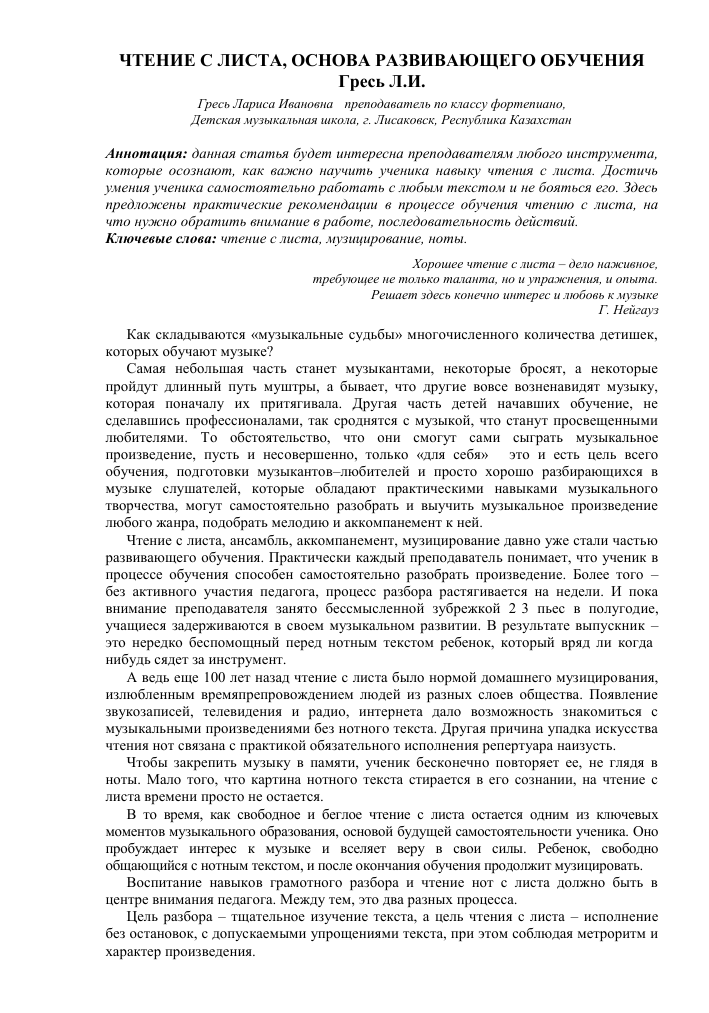 ЧТЕНИЕ С ЛИСТА, ОСНОВА РАЗВИВАЮЩЕГО ОБУЧЕНИЯ
Гресь Л.И.
Гресь Лариса Ивановна преподаватель по классу фортепиано,
Детская музыкальная школа, г. Лисаковск, Республика Казахстан
Аннотация: данная статья будет интересна преподавателям любого инструмента,
которые осознают, как важно научить ученика навыку чтения с листа. Достичь
умения ученика самостоятельно работать с любым текстом и не бояться его. Здесь
предложены практические рекомендации в процессе обучения чтению с листа, на
что нужно обратить внимание в работе, последовательность действий.
Ключевые слова: чтение с листа, музицирование, ноты.
Хорошее чтение с листа – дело наживное,
требующее не только таланта, но и упражнения, и опыта.
Решает здесь конечно интерес и любовь к музыке
Г. Нейгауз
Как складываются «музыкальные судьбы» многочисленного количества детишек,
которых обучают музыке?
Самая небольшая часть станет музыкантами, некоторые бросят, а некоторые
пройдут длинный путь муштры, а бывает, что другие вовсе возненавидят музыку,
которая поначалу их притягивала. Другая часть детей начавших обучение, не
сделавшись профессионалами, так сроднятся с музыкой, что станут просвещенными
любителями. То обстоятельство, что они смогут сами сыграть музыкальное
произведение, пусть и несовершенно, только «для себя» это и есть цель всего
обучения, подготовки музыкантов–любителей и просто хорошо разбирающихся в
музыке слушателей, которые обладают практическими навыками музыкального
творчества, могут самостоятельно разобрать и выучить музыкальное произведение
любого жанра, подобрать мелодию и аккомпанемент к ней.
Чтение с листа, ансамбль, аккомпанемент, музицирование давно уже стали частью
развивающего обучения. Практически каждый преподаватель понимает, что ученик в
процессе обучения способен самостоятельно разобрать произведение. Более того –
без активного участия педагога, процесс разбора растягивается на недели. И пока
внимание преподавателя занято бессмысленной зубрежкой 2 3 пьес в полугодие,
учащиеся задерживаются в своем музыкальном развитии. В результате выпускник –
это нередко беспомощный перед нотным текстом ребенок, который вряд ли когда
нибудь сядет за инструмент.
А ведь еще 100 лет назад чтение с листа было нормой домашнего музицирования,
излюбленным времяпрепровождением людей из разных слоев общества. Появление
звукозаписей, телевидения и радио, интернета дало возможность знакомиться с
музыкальными произведениями без нотного текста. Другая причина упадка искусства
чтения нот связана с практикой обязательного исполнения репертуара наизусть.
Чтобы закрепить музыку в памяти, ученик бесконечно повторяет ее, не глядя в
ноты. Мало того, что картина нотного текста стирается в его сознании, на чтение с
листа времени просто не остается.
В то время, как свободное и беглое чтение с листа остается одним из ключевых
моментов музыкального образования, основой будущей самостоятельности ученика. Оно
пробуждает интерес к музыке и вселяет веру в свои силы. Ребенок, свободно
общающийся с нотным текстом, и после окончания обучения продолжит музицировать.
Воспитание навыков грамотного разбора и чтение нот с листа должно быть в
центре внимания педагога. Между тем, это два разных процесса.
Цель разбора – тщательное изучение текста, а цель чтения с листа – исполнение
без остановок, с допускаемыми упрощениями текста, при этом соблюдая метроритм и
характер произведения.